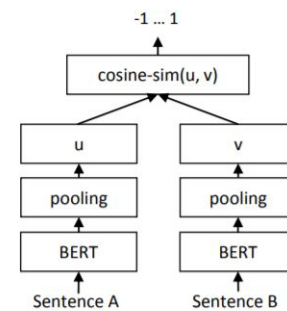 -1 … 1
cosine-sim(u, v)
u v
pooling pooling
BERT BERT
Sentence A Sentence B